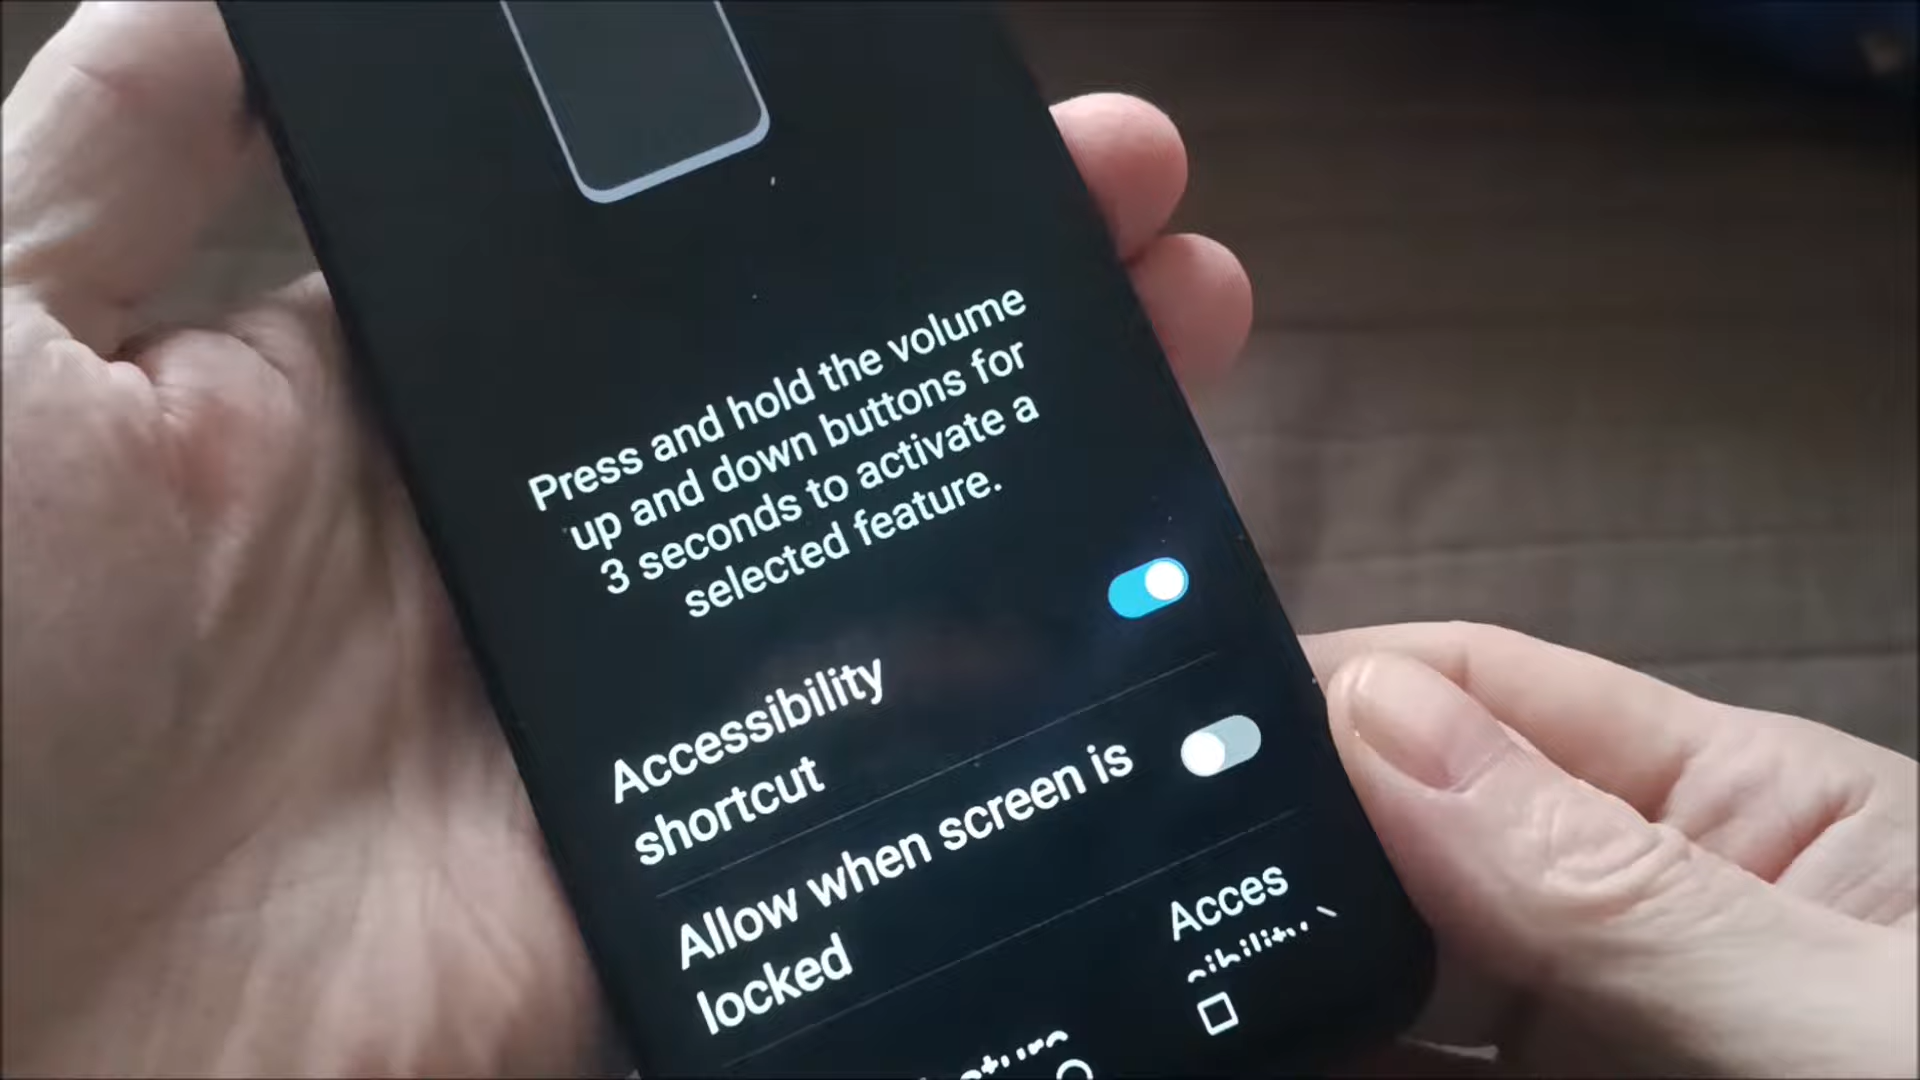 Press and hold the volume
up and down buttons for
3 seconds to activate a
selected feature.
Accessibility
shortcut
Allow when screen is
locked
Acces